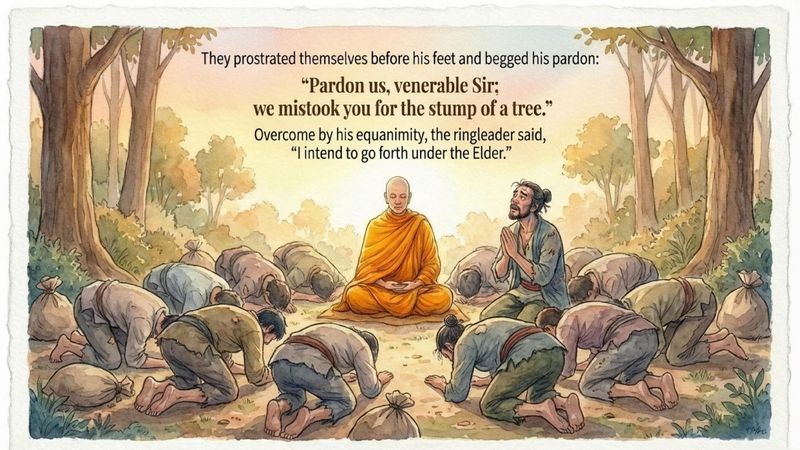 They prostrated themselves before his feet and begged his pardon:
“Pardon us, venerable Sir;
we mistook you for the stump of a tree.”
Overcome by his equanimity, the ringleader said,
“I intend to go forth under the Elder.”